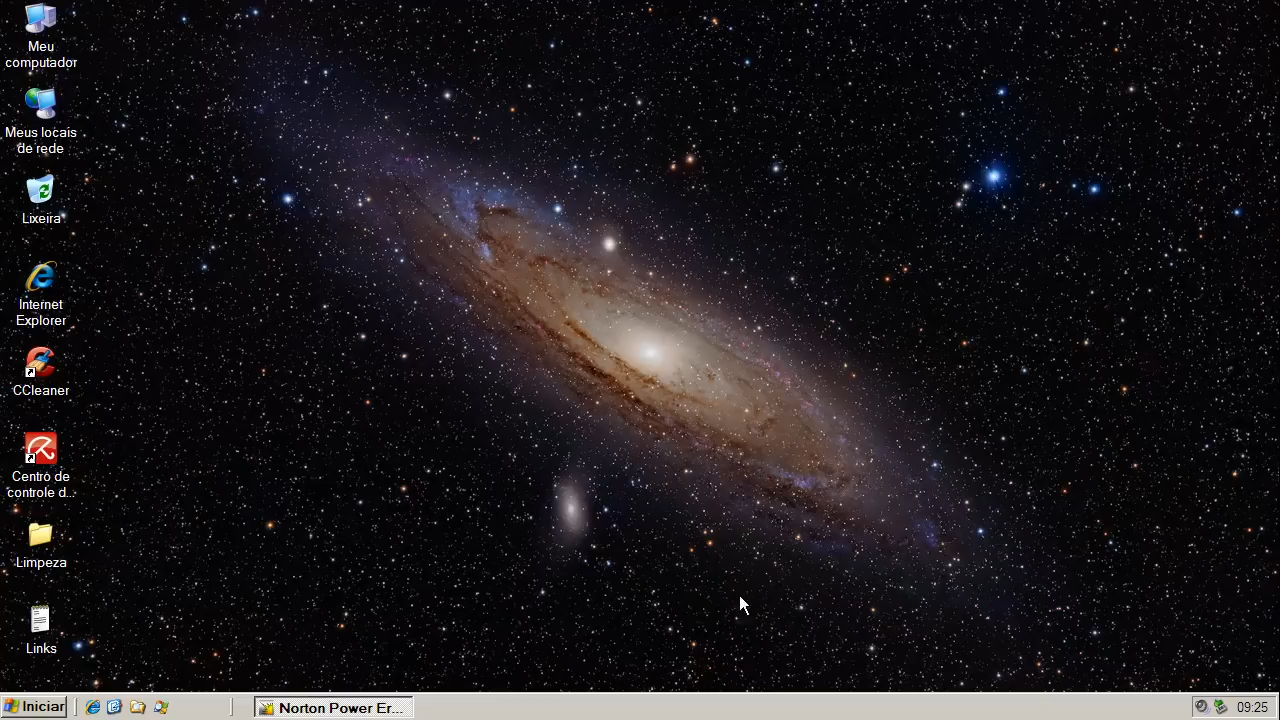 Meu
computador
Meus locais
de rede
Lixeira
Internet
Explorer
CCleaner
Centro de
controle d...
Limpeza
Links
Iniciar
Norton Power Er...
09:25